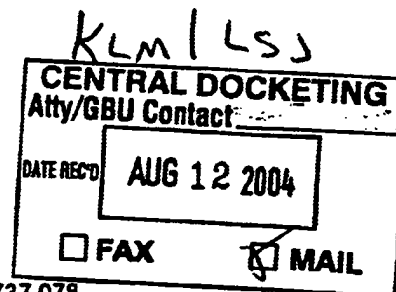 KLM / LSJ
CENTRAL DOCKETING
Atty/GBU Contact
DATE REC'D AUG 12 2004
FAX MAIL